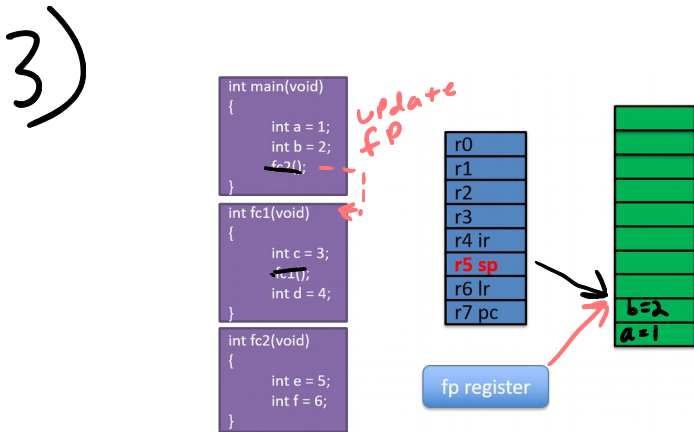 3)
int main(void)
{
int a = 1;
int b = 2;
fc2();
}
update
fp
int fc1(void)
{
int c = 3;
fc1();
int d = 4;
}
int fc2(void)
{
int e = 5;
int f = 6;
}
r0
r1
r2
r3
r4 ir
r5 sp
r6 lr
r7 pc
b=2
a=1
fp register